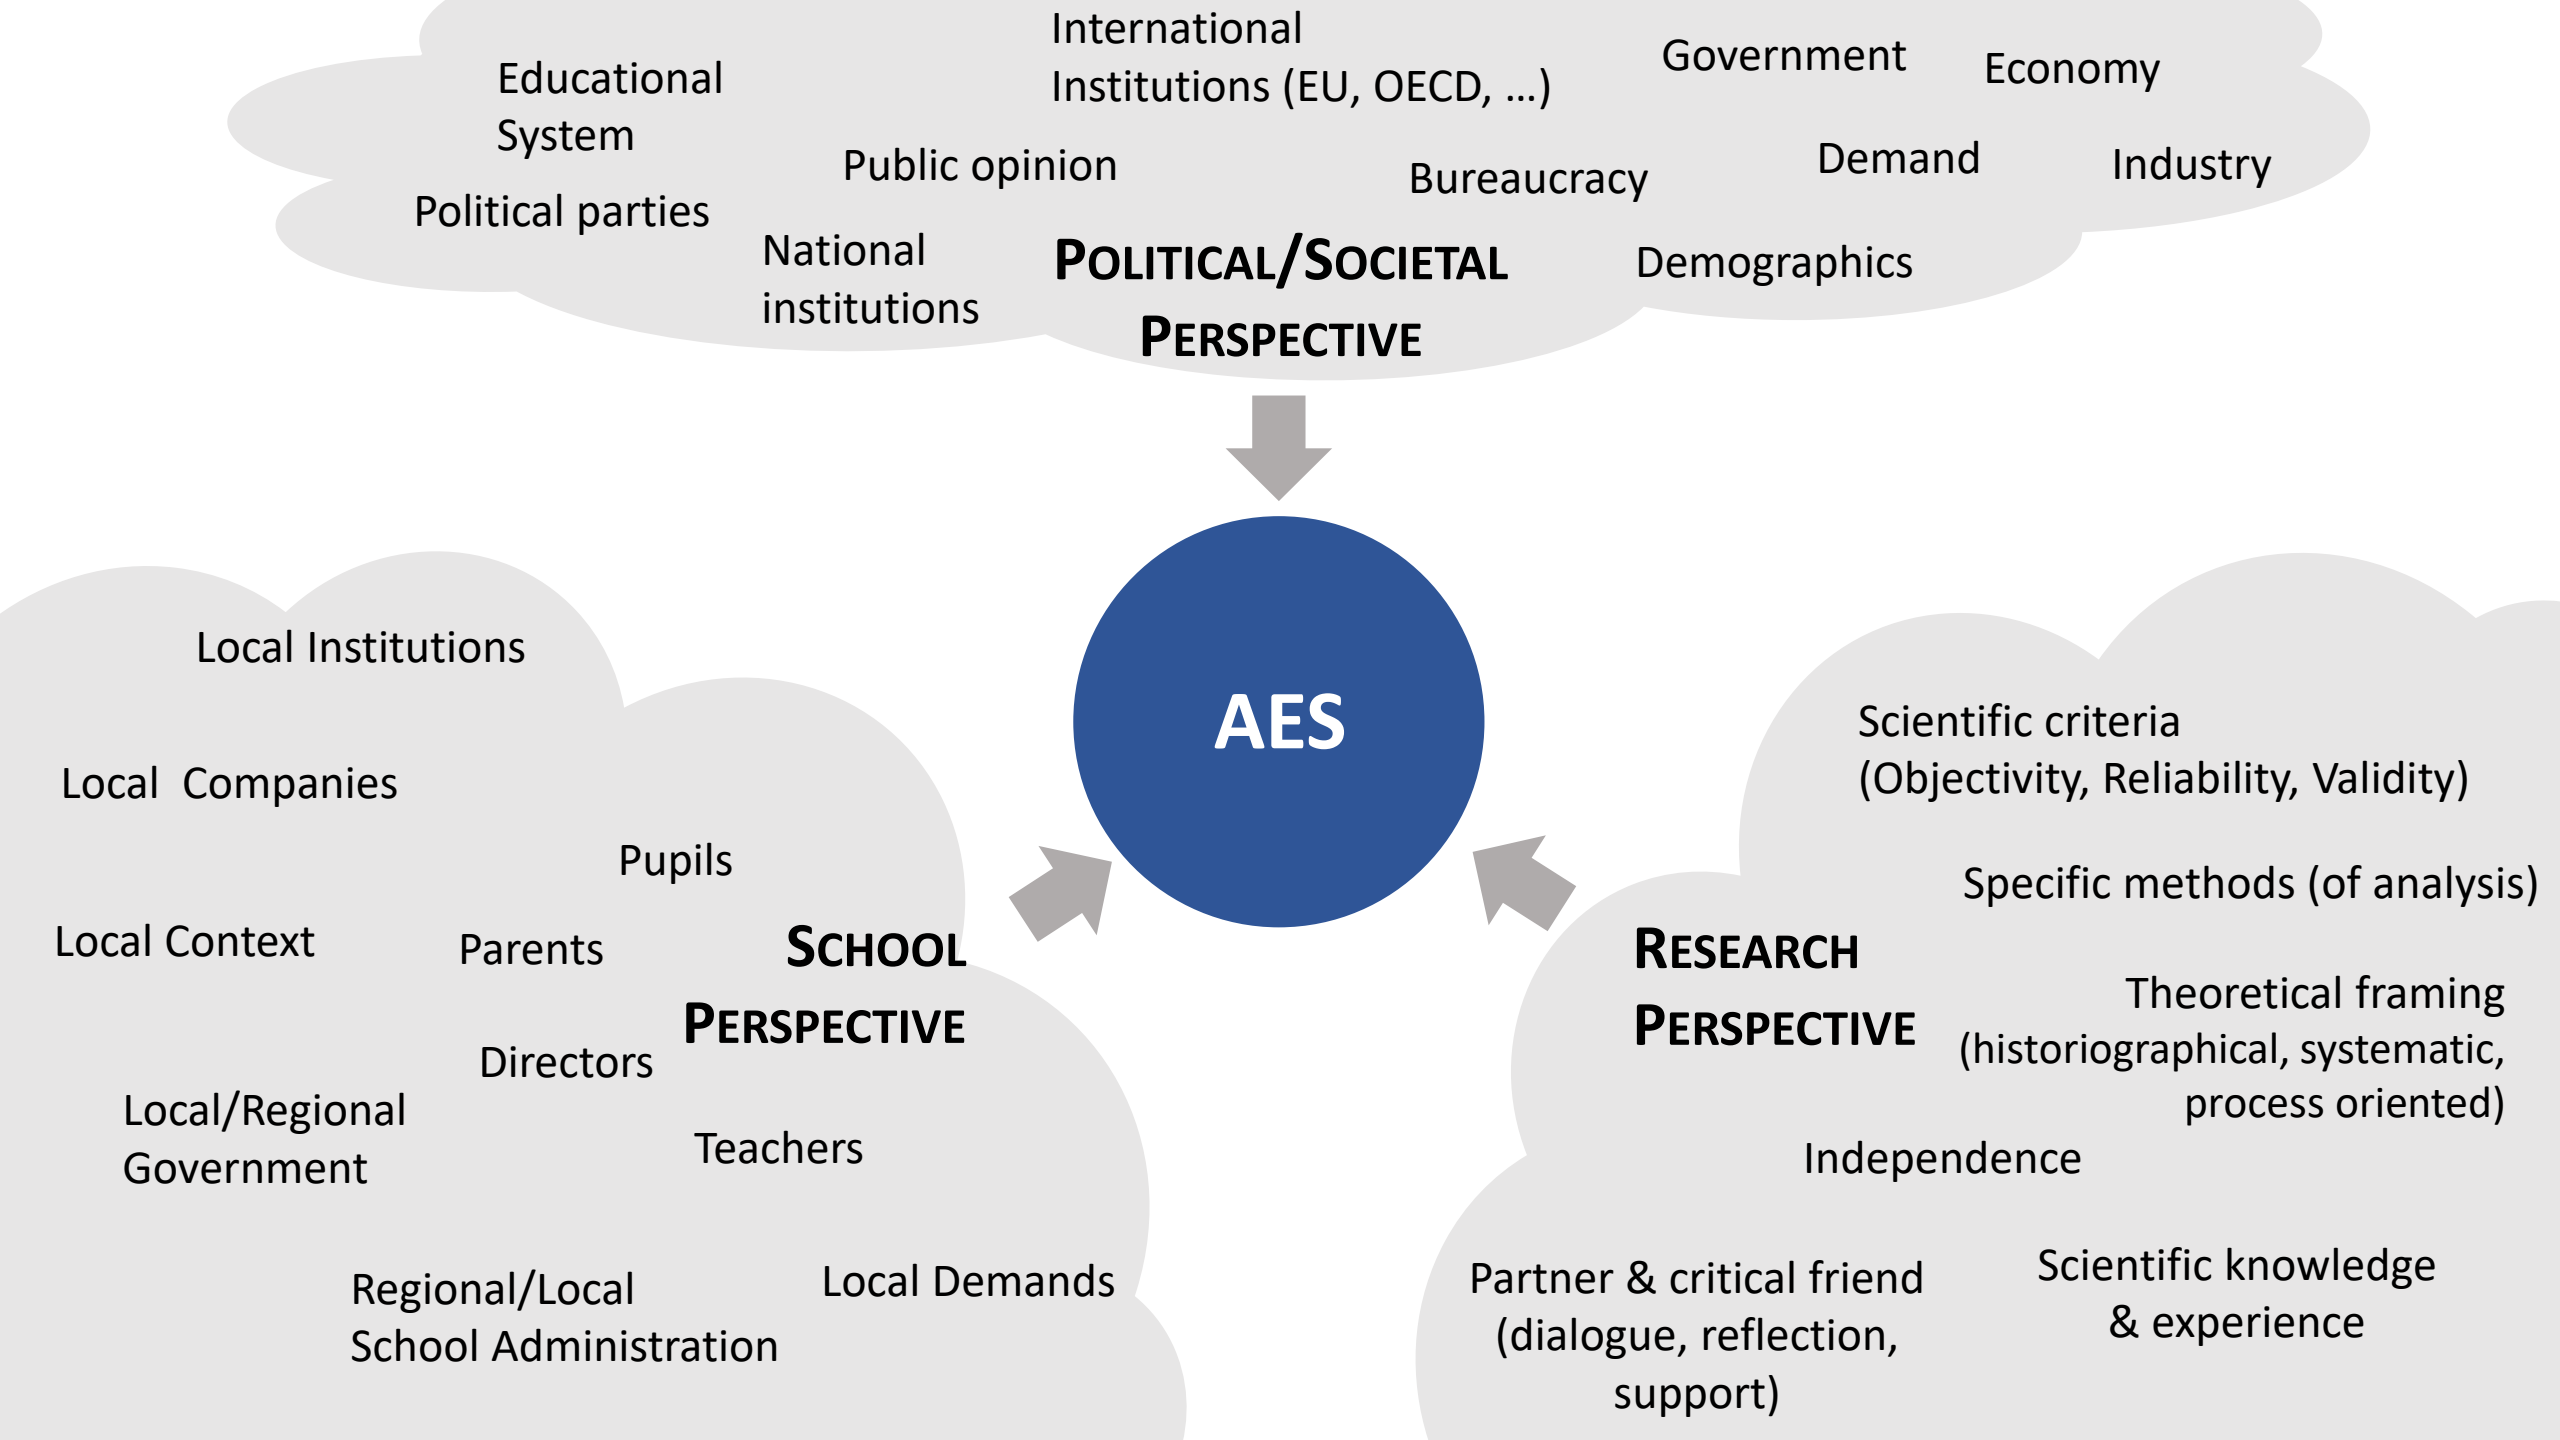 International
Institutions (EU, OECD, ...)
Government
Economy
Educational
System
Public opinion
Bureaucracy
Demand
Industry
Political parties
National
institutions
POLITICAL/SOCIETAL
PERSPECTIVE
Demographics
AES
Local Institutions
Local  Companies
Pupils
Local Context
Parents
SCHOOL
PERSPECTIVE
Directors
Local/Regional
Government
Teachers
Regional/Local
School Administration
Local Demands
Scientific criteria
(Objectivity, Reliability, Validity)
Specific methods (of analysis)
RESEARCH
PERSPECTIVE
Theoretical framing
(historiographical, systematic,
process oriented)
Independence
Partner & critical friend
(dialogue, reflection,
support)
Scientific knowledge
& experience